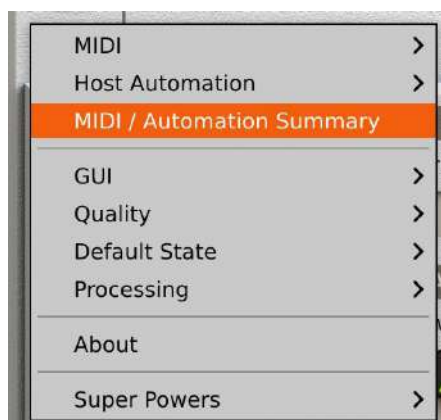 MIDI
Host Automation
MIDI / Automation Summary
GUI
Quality
Default State
Processing
About
Super Powers